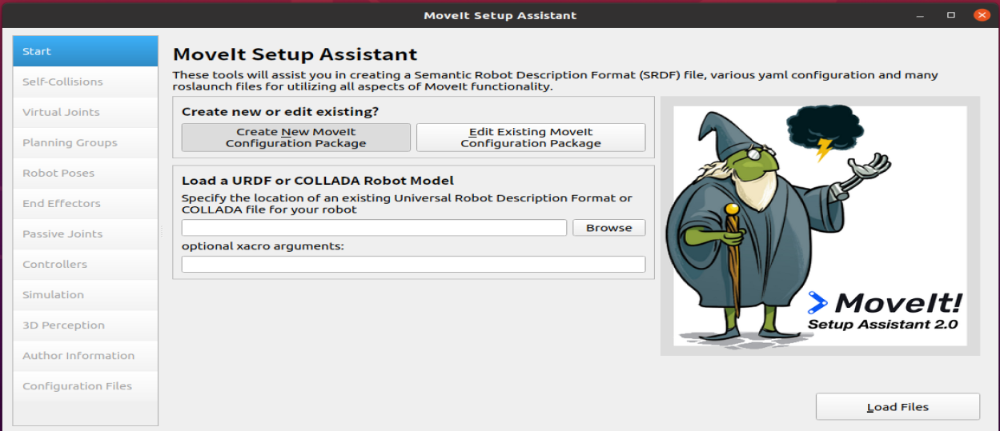 MoveIt Setup Assistant
Start
Self-Collisions
Virtual Joints
Planning Groups
Robot Poses
End Effectors
Passive Joints
Controllers
Simulation
3D Perception
Author Information
Configuration Files
MoveIt Setup Assistant
These tools will assist you in creating a Semantic Robot Description Format (SRDF) file, various yaml configuration and many
roslaunch files for utilizing all aspects of MoveIt functionality.
Create new or edit existing?
Create New MoveIt
Configuration Package
Edit Existing MoveIt
Configuration Package
Load a URDF or COLLADA Robot Model
Specify the location of an existing Universal Robot Description Format or
COLLADA file for your robot
Browse
optional xacro arguments:
MoveIt!
Setup Assistant 2.0
Load Files